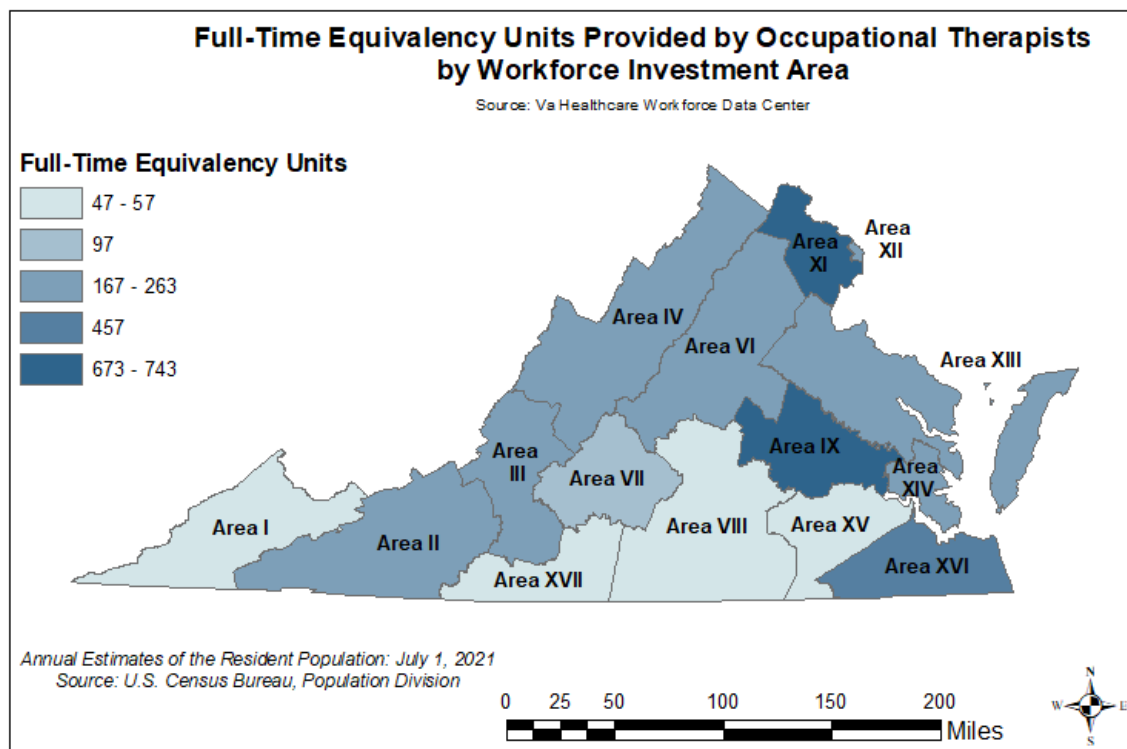 Full-Time Equivalency Units Provided by Occupational Therapists
by Workforce Investment Area
Source: Va Healthcare Workforce Data Center
Full-Time Equivalency Units
47 - 57
97
167 - 263
457
673 - 743
Area
XII
Area
XI
Area IV
Area VI
Area XIII
Area IX
Area
III
Area VII
Area
XIV
Area I
Area II
Area VIII
Area XV
Area XVII
Area XVI
Annual Estimates of the Resident Population: July 1, 2021
Source: U.S. Census Bureau, Population Division
0 25 50 100 150 200
Miles
N
W E
S